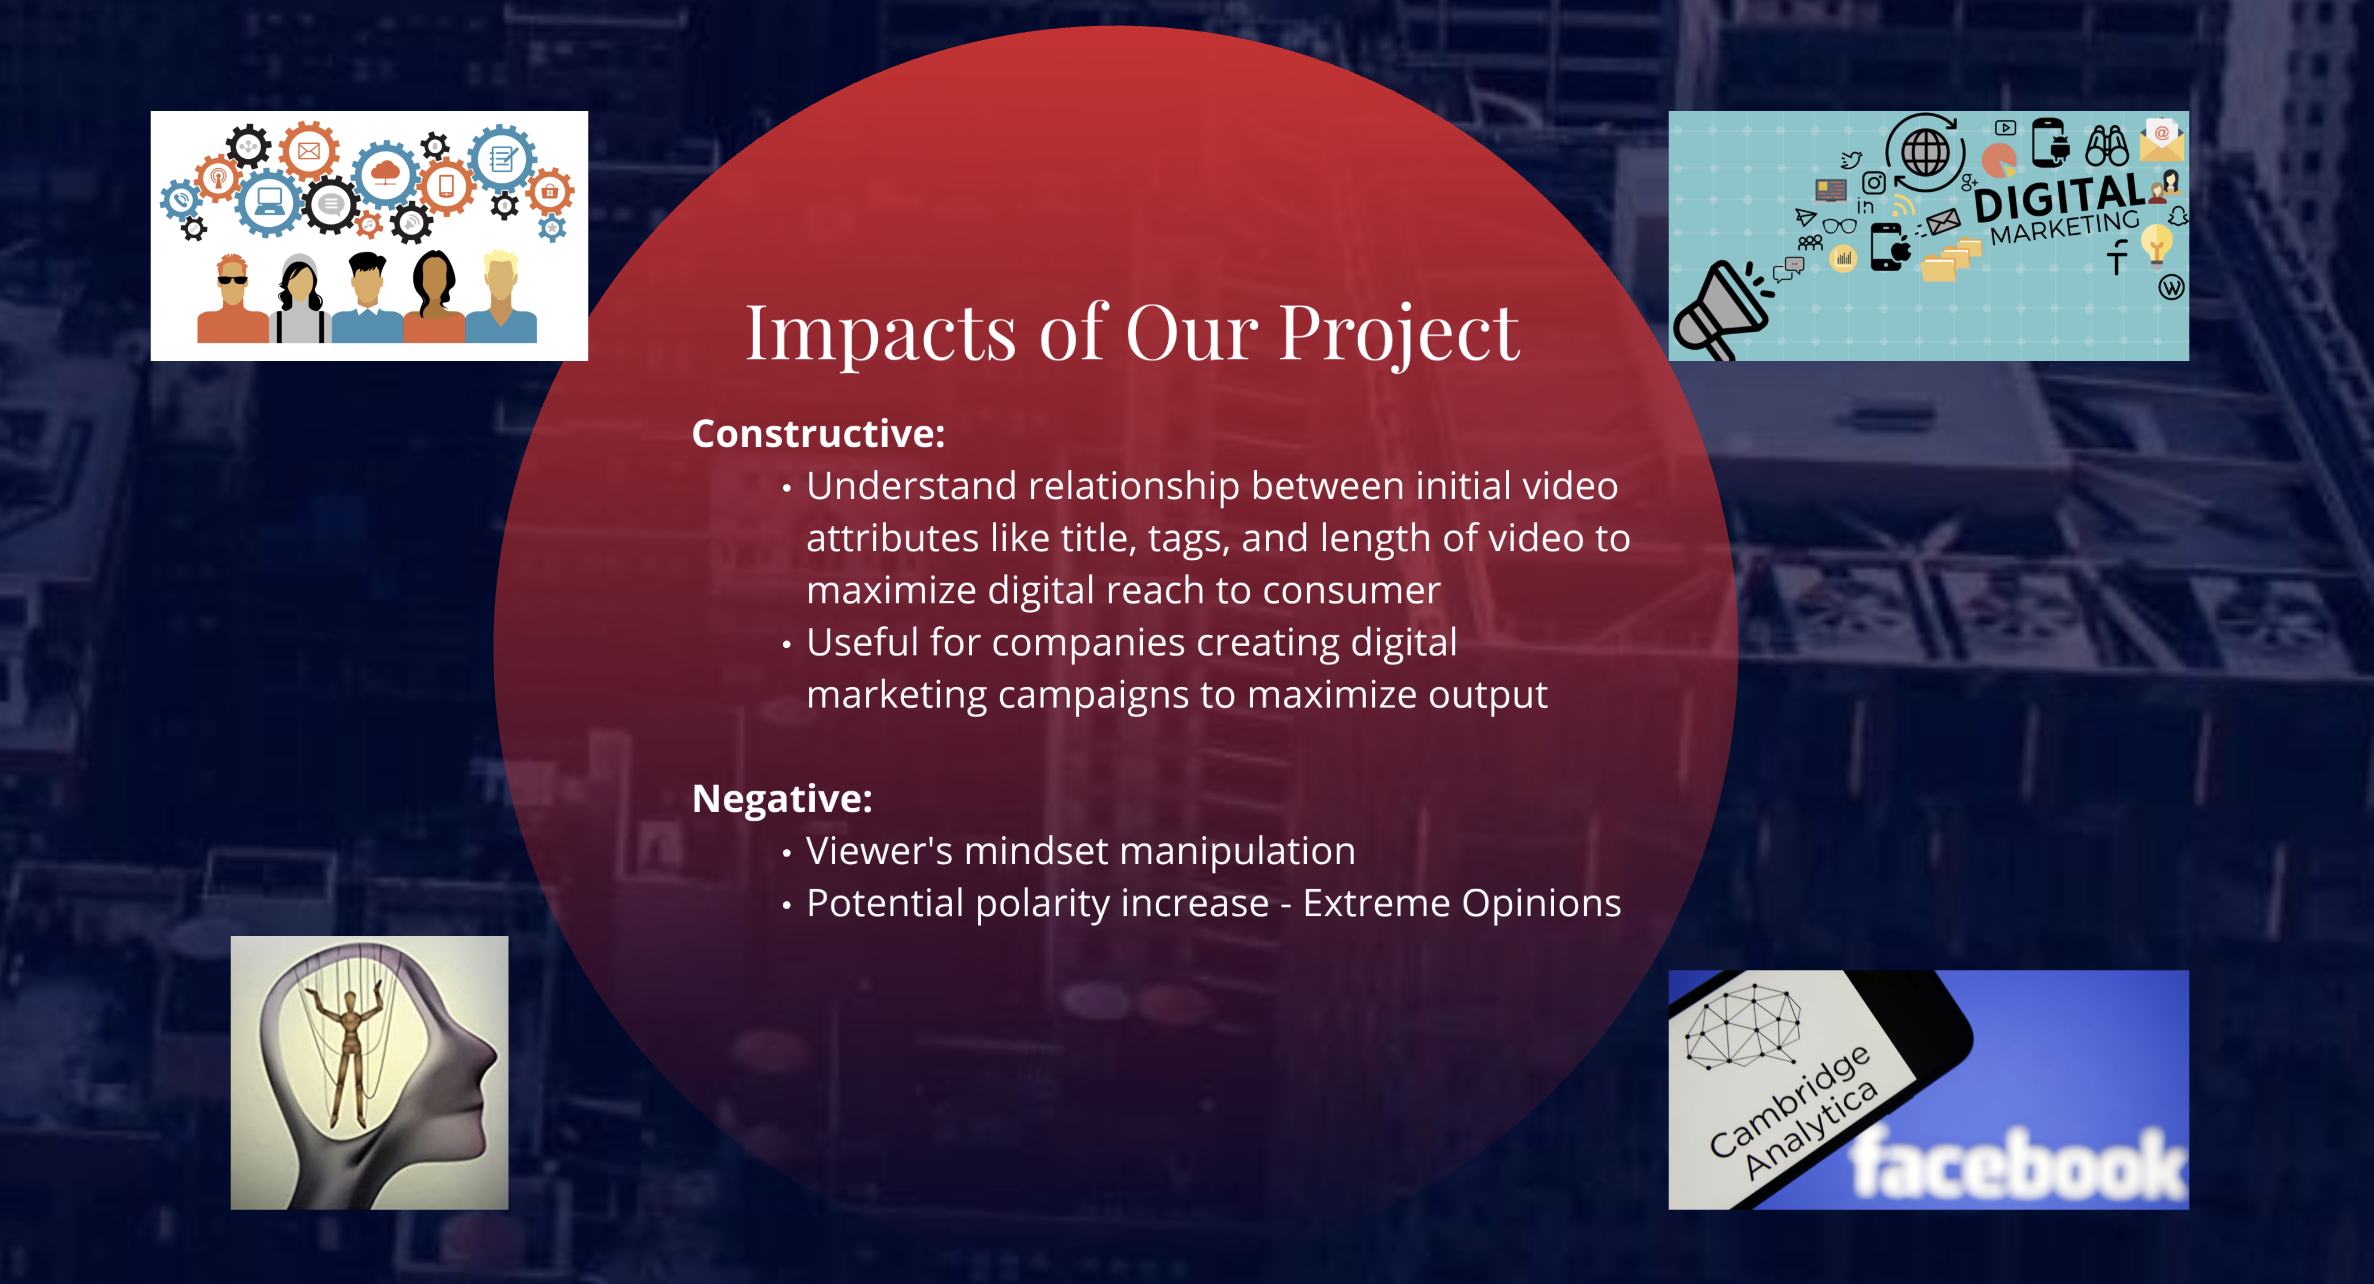 Impacts of Our Project
Constructive:
• Understand relationship between initial video
attributes like title, tags, and length of video to
maximize digital reach to consumer
• Useful for companies creating digital
marketing campaigns to maximize output
Negative:
• Viewer's mindset manipulation
• Potential polarity increase - Extreme Opinions
DIGITAL
MARKETING
Cambridge
Analytica
facebook